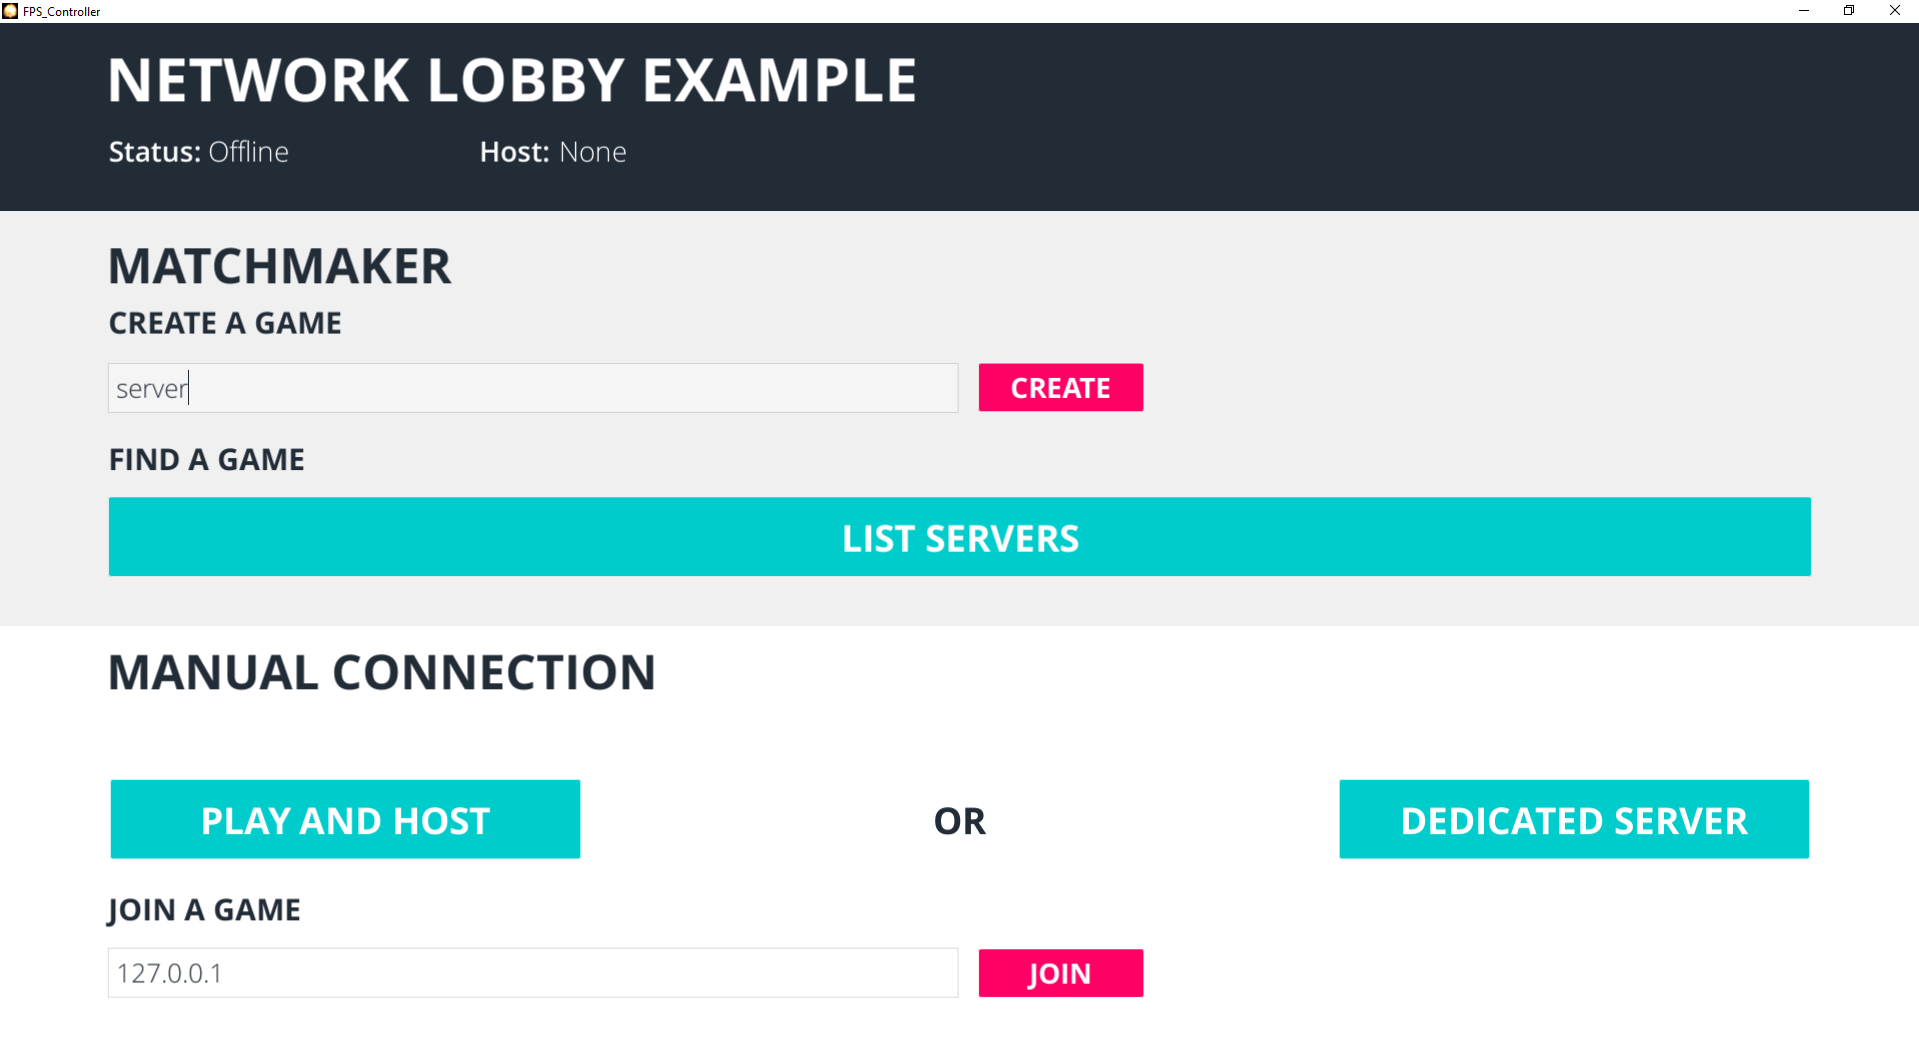 FPS_Controller
NETWORK LOBBY EXAMPLE
Status: Offline Host: None
MATCHMAKER
CREATE A GAME
server CREATE
FIND A GAME
LIST SERVERS
MANUAL CONNECTION
PLAY AND HOST OR DEDICATED SERVER
JOIN A GAME
127.0.0.1 JOIN